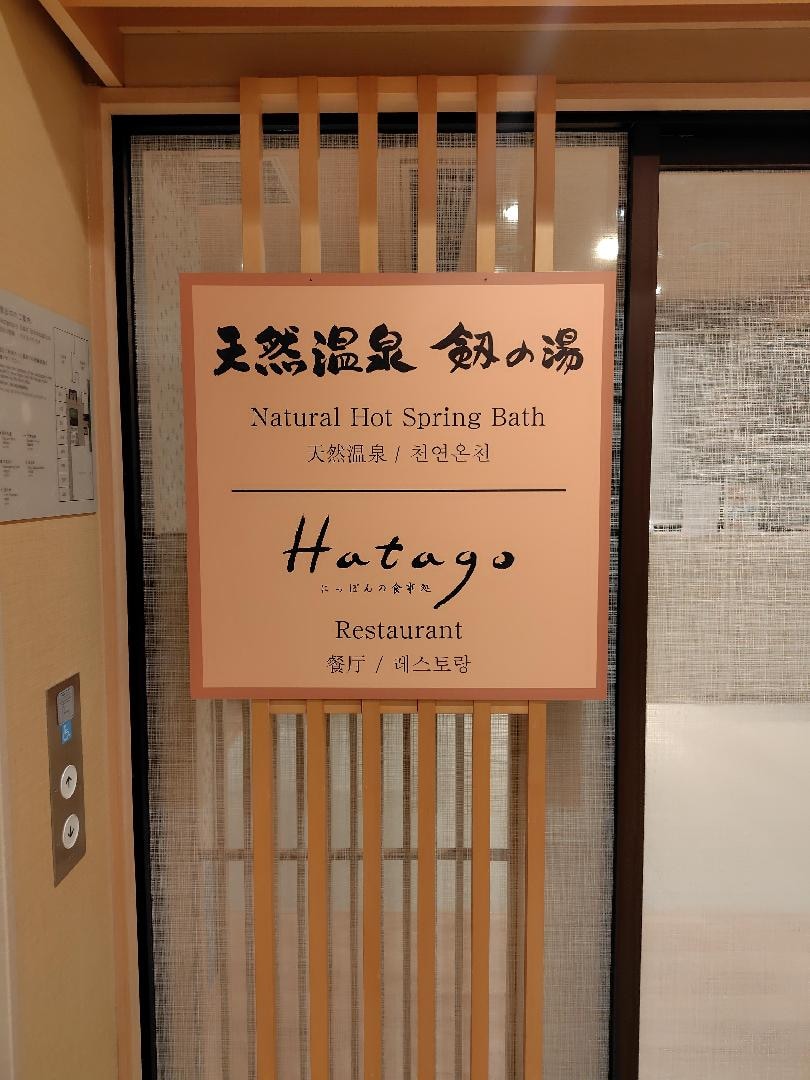 天然温泉 剱の湯
Natural Hot Spring Bath
天然温泉 / 천연온천
Hatago
にっぽんの食事処
Restaurant
餐厅 / 레스토랑